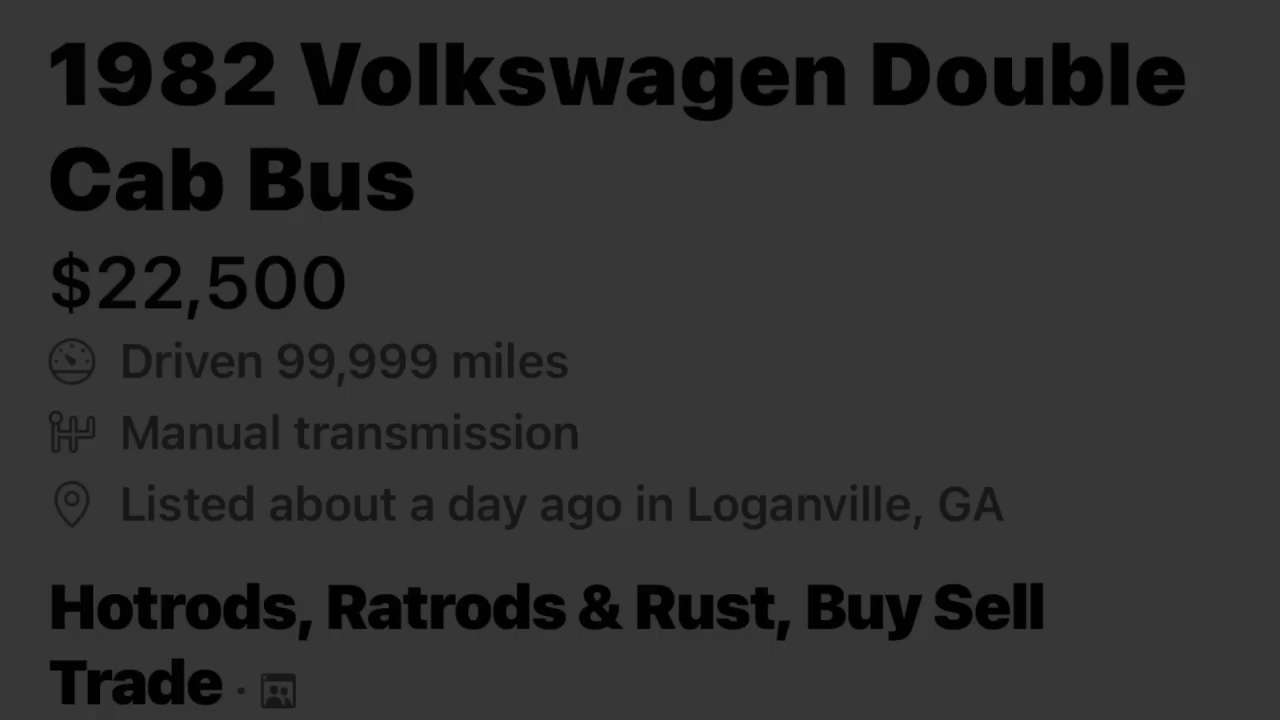 1982 Volkswagen Double
Cab Bus
$22,500
Driven 99,999 miles
Manual transmission
Listed about a day ago in Loganville, GA
Hotrods, Ratrods & Rust, Buy Sell
Trade ·